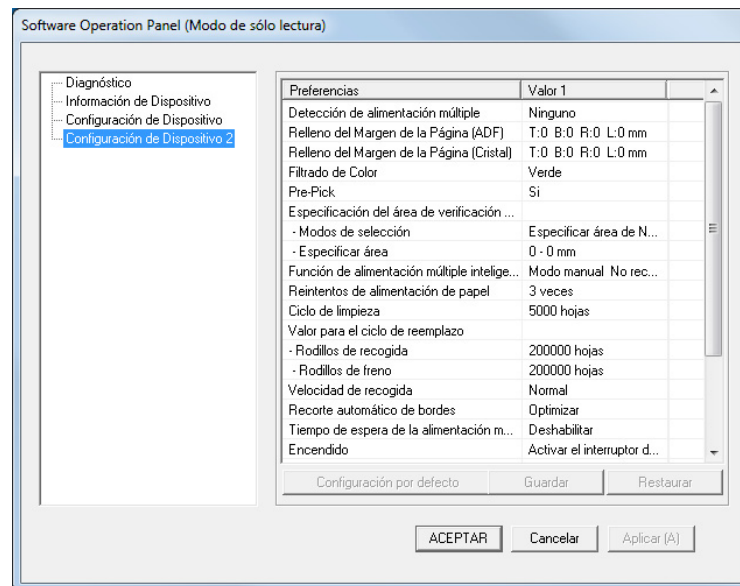 Software Operation Panel (Modo de sólo lectura)
Diagnóstico
Información de Dispositivo
Configuración de Dispositivo
Configuración de Dispositivo 2
Preferencias Valor 1
Detección de alimentación múltiple Ninguno
Relleno del Margen de la Página (ADF) T:0 B:0 R:0 L:0 mm
Relleno del Margen de la Página (Cristal) T:0 B:0 R:0 L:0 mm
Filtrado de Color Verde
Pre-Pick Si
Especificación del área de verificación ...
- Modos de selección Especificar área de N...
- Especificar área 0 - 0 mm
Función de alimentación múltiple intelige... Modo manual No rec...
Reintentos de alimentación de papel 3 veces
Ciclo de limpieza 5000 hojas
Valor para el ciclo de reemplazo
- Rodillos de recogida 200000 hojas
- Rodillos de freno 200000 hojas
Velocidad de recogida Normal
Recorte automático de bordes Optimizar
Tiempo de espera de la alimentación m... Deshabilitar
Encendido Activar el interruptor d...
Configuración por defecto Guardar Restaurar
ACEPTAR Cancelar Aplicar (A)